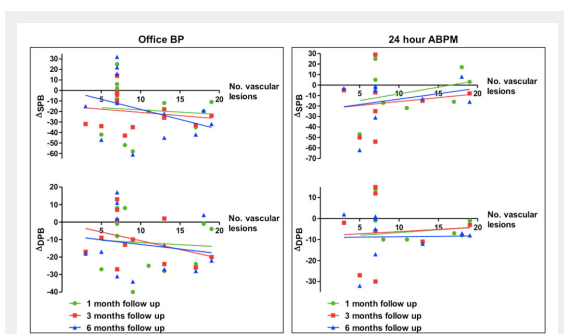 Office BP
24 hour ABPM
30
20
10
0
-10
-20
-30
-40
-50
-60
5
10
15
20
ΔSPB
No. vascular
lesions
30
20
10
0
-10
-20
-30
-40
-50
-60
-70
5
10
15
20
ΔSPB
No. vascular
lesions
20
10
0
-10
-20
-30
-40
5
10
15
20
ΔDPB
No. vascular
lesions
10
0
-10
-20
-30
5
10
15
20
ΔDPB
No. vascular
lesions
1 month follow up
3 months follow up
6 months follow up
1 month follow up
3 months follow up
6 months follow up